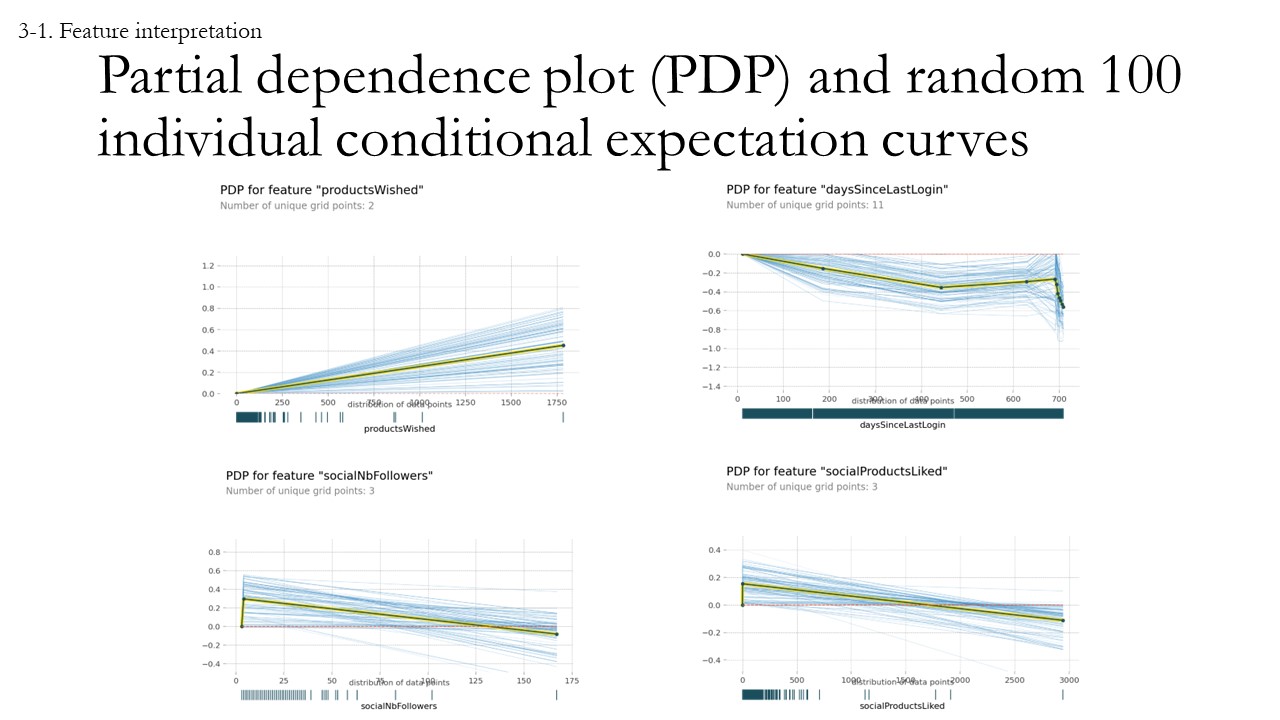 3-1. Feature interpretation
Partial dependence plot (PDP) and random 100
individual conditional expectation curves
PDP for feature "productsWished"
Number of unique grid points: 2
1.2
1.0
0.8
0.6
0.4
0.2
0.0
0 250 500 750 1000 1250 1500 1750
distribution of data points
productsWished
PDP for feature "daysSinceLastLogin"
Number of unique grid points: 11
0.0
−0.2
−0.4
−0.6
−0.8
−1.0
−1.2
−1.4
0 100 200 300 400 500 600 700
distribution of data points
daysSinceLastLogin
PDP for feature "socialNbFollowers"
Number of unique grid points: 3
0.8
0.6
0.4
0.2
0.0
−0.2
−0.4
0 25 50 75 100 125 150 175
distribution of data points
socialNbFollowers
PDP for feature "socialProductsLiked"
Number of unique grid points: 3
0.4
0.2
0.0
−0.2
−0.4
0 500 1000 1500 2000 2500 3000
distribution of data points
socialProductsLiked